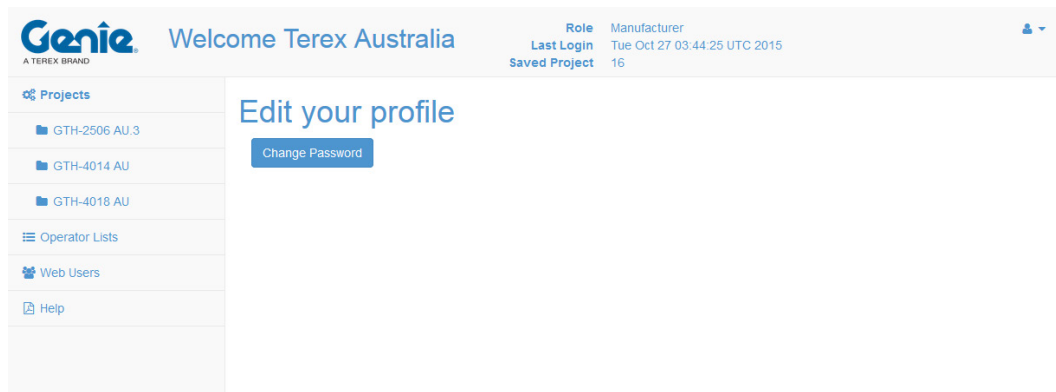 Genie.
A TEREX BRAND
Welcome Terex Australia
Role Manufacturer
Last Login Tue Oct 27 03:44:25 UTC 2015
Saved Project 16
Projects
GTH-2506 AU.3
GTH-4014 AU
GTH-4018 AU
Operator Lists
Web Users
Help
Edit your profile
Change Password